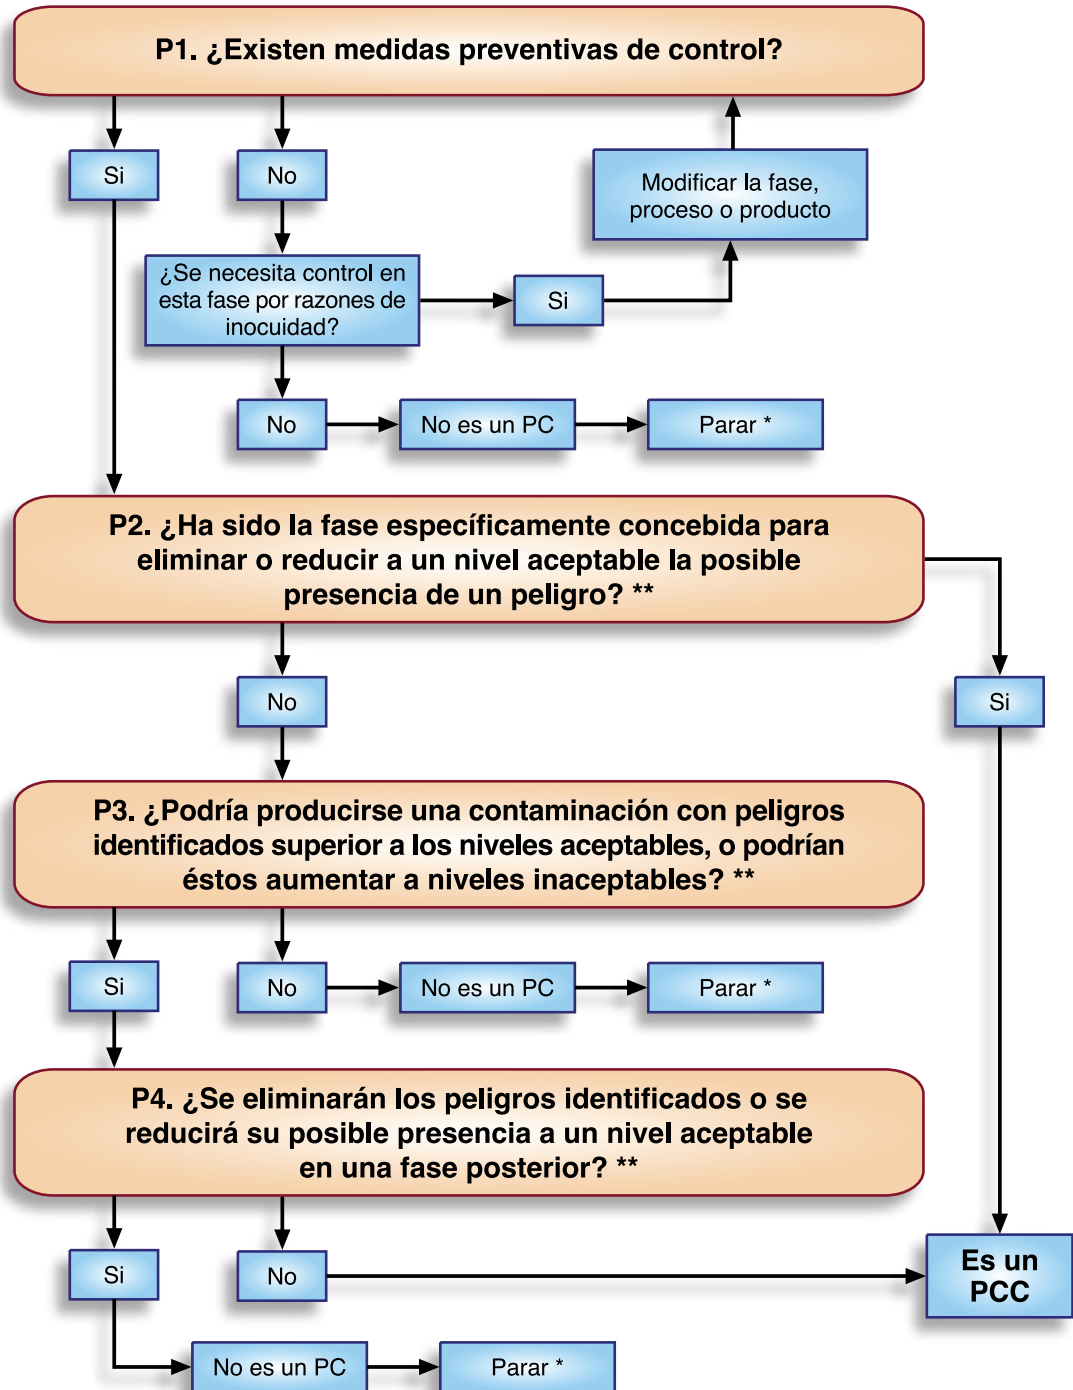 P1. ¿Existen medidas preventivas de control?
Si
No
Modificar la fase,
proceso o producto
¿Se necesita control en
esta fase por razones de
inocuidad?
Si
No
No es un PC
Parar *
P2. ¿Ha sido la fase específicamente concebida para
eliminar o reducir a un nivel aceptable la posible
presencia de un peligro? **
No
Si
P3. ¿Podría producirse una contaminación con peligros
identificados superior a los niveles aceptables, o podrían
éstos aumentar a niveles inaceptables? **
Si
No
No es un PC
Parar *
P4. ¿Se eliminarán los peligros identificados o se
reducirá su posible presencia a un nivel aceptable
en una fase posterior? **
Si
No
Es un
PCC
No es un PC
Parar *